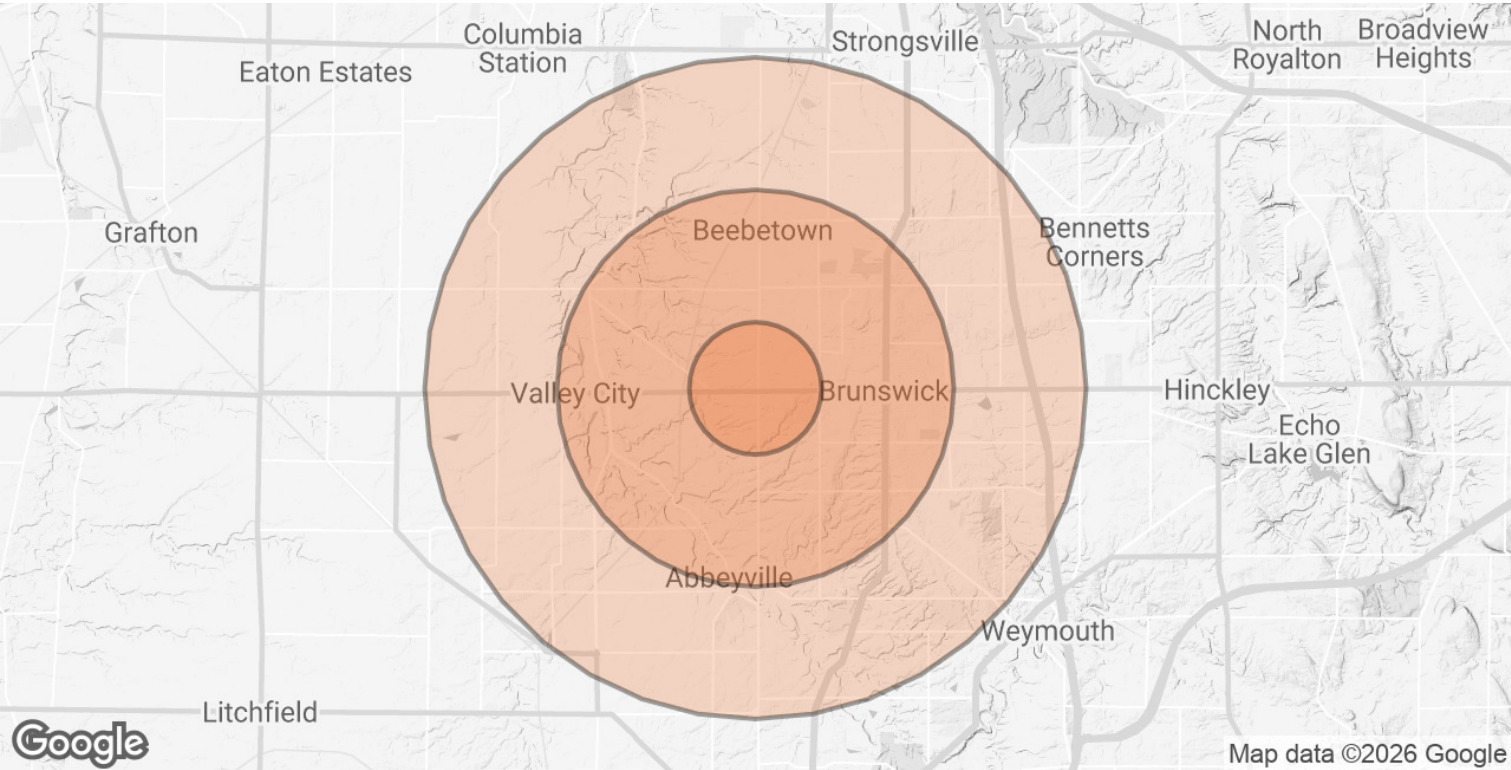 Columbia
Station
Strongsville
North
Royalton
Broadview
Heights
Eaton Estates
Grafton
Beebetown
Bennetts
Corners
Valley City
Brunswick
Hinckley
Echo
Lake Glen
Abbeyville
Weymouth
Litchfield
Google
Map data ©2026 Google